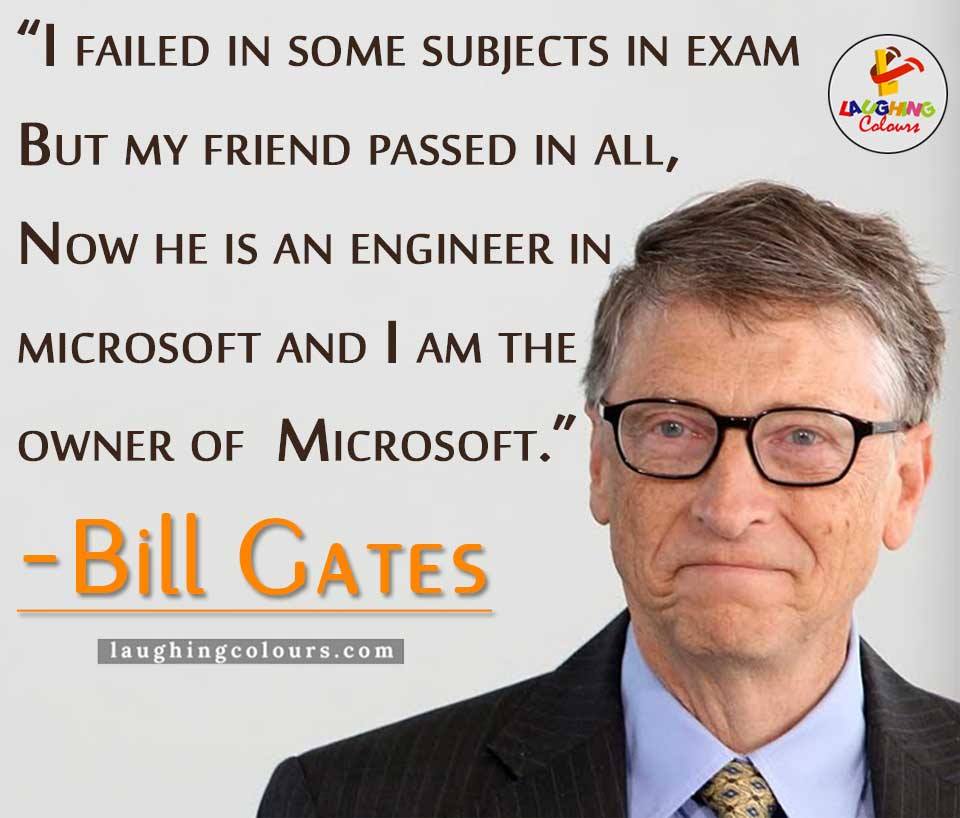 “I FAILED IN SOME SUBJECTS IN EXAM
LAUGHING
Colours
BUT MY FRIEND PASSED IN ALL,
NOW HE IS AN ENGINEER IN
MICROSOFT AND I AM THE
OWNER OF MICROSOFT.”
-Bill GATES
laughingcolours.com